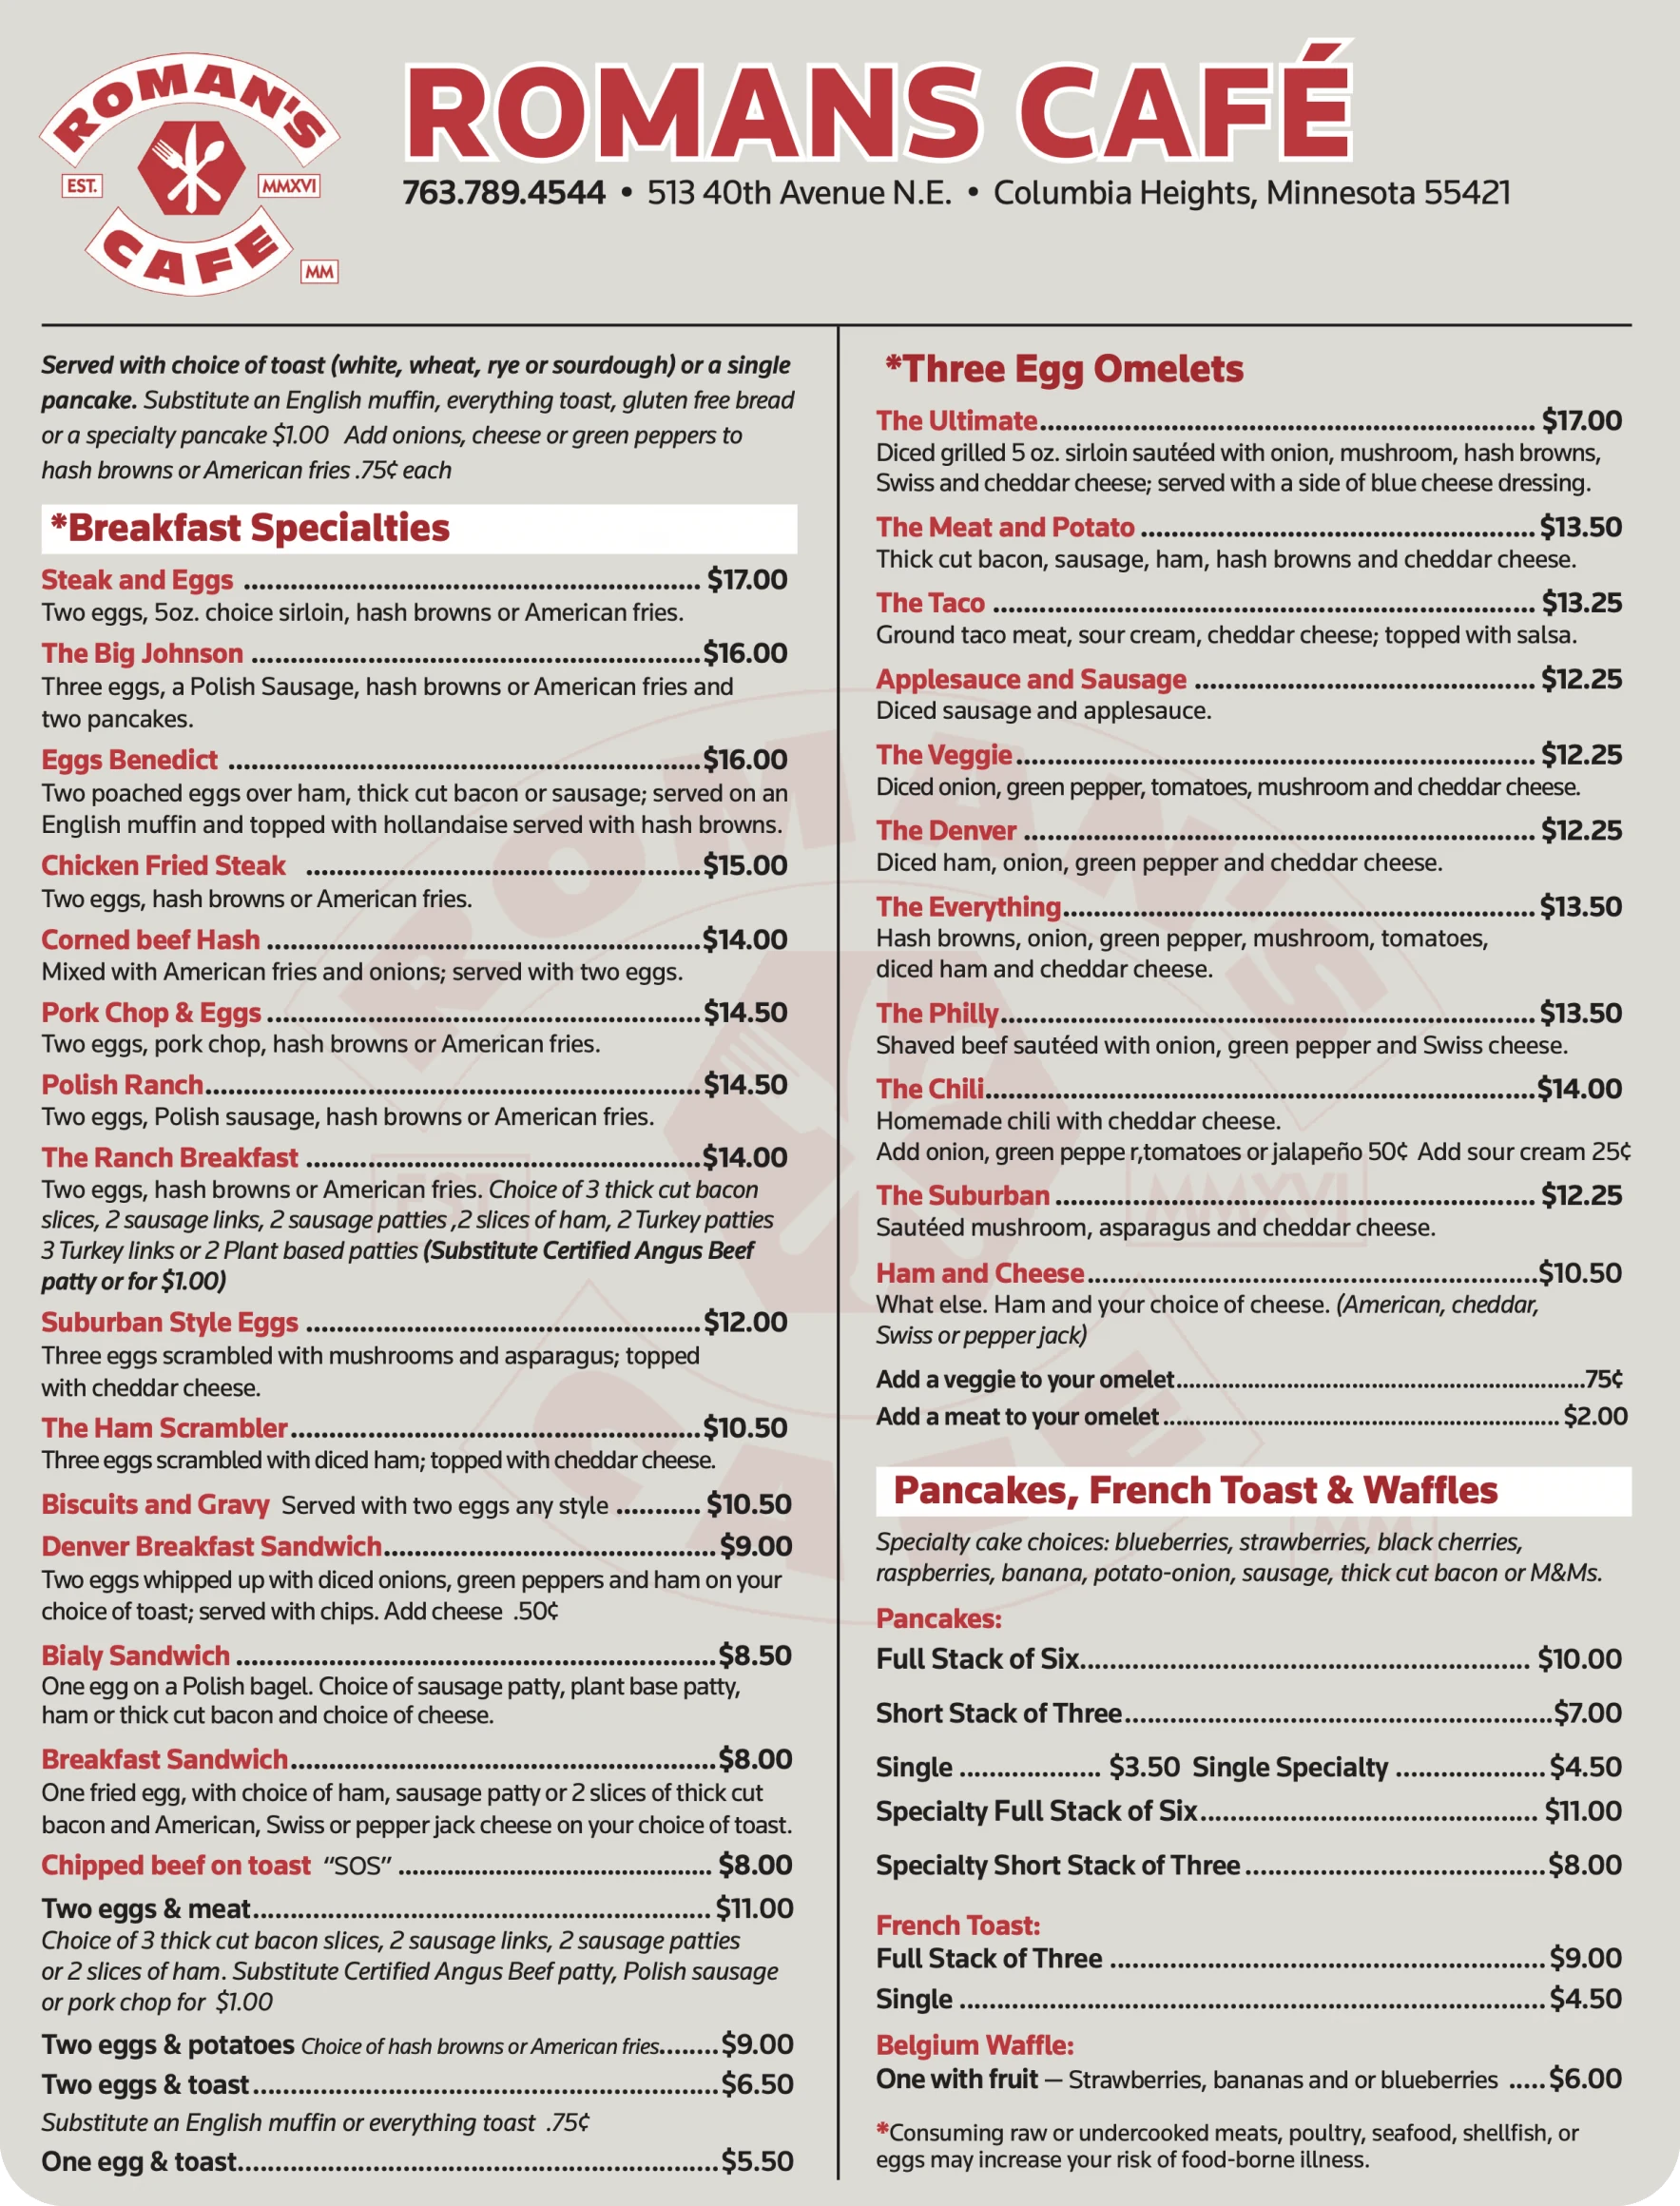 ROMAN'S
EST.
MMXVI
CAFE
MM
ROMANS CAFÉ
763.789.4544 • 513 40th Avenue N.E. • Columbia Heights, Minnesota 55421
Served with choice of toast (white, wheat, rye or sourdough) or a single
pancake. Substitute an English muffin, everything toast, gluten free bread
or a specialty pancake $1.00 Add onions, cheese or green peppers to
hash browns or American fries .75¢ each
*Breakfast Specialties
Steak and Eggs ........ $17.00
Two eggs, 5oz. choice sirloin, hash browns or American fries.
The Big Johnson ........ $16.00
Three eggs, a Polish Sausage, hash browns or American fries and
two pancakes.
Eggs Benedict ........ $16.00
Two poached eggs over ham, thick cut bacon or sausage; served on an
English muffin and topped with hollandaise served with hash browns.
Chicken Fried Steak ........ $15.00
Two eggs, hash browns or American fries.
Corned beef Hash ........ $14.00
Mixed with American fries and onions; served with two eggs.
Pork Chop & Eggs ........ $14.50
Two eggs, pork chop, hash browns or American fries.
Polish Ranch ........ $14.50
Two eggs, Polish sausage, hash browns or American fries.
The Ranch Breakfast ........ $14.00
Two eggs, hash browns or American fries. Choice of 3 thick cut bacon
slices, 2 sausage links, 2 sausage patties ,2 slices of ham, 2 Turkey patties
3 Turkey links or 2 Plant based patties (Substitute Certified Angus Beef
patty or for $1.00)
Suburban Style Eggs ........ $12.00
Three eggs scrambled with mushrooms and asparagus; topped
with cheddar cheese.
The Ham Scrambler ........ $10.50
Three eggs scrambled with diced ham; topped with cheddar cheese.
Biscuits and Gravy Served with two eggs any style ........ $10.50
Denver Breakfast Sandwich ........ $9.00
Two eggs whipped up with diced onions, green peppers and ham on your
choice of toast; served with chips. Add cheese .50¢
Bialy Sandwich ........ $8.50
One egg on a Polish bagel. Choice of sausage patty, plant base patty,
ham or thick cut bacon and choice of cheese.
Breakfast Sandwich ........ $8.00
One fried egg, with choice of ham, sausage patty or 2 slices of thick cut
bacon and American, Swiss or pepper jack cheese on your choice of toast.
Chipped beef on toast “SOS” ........ $8.00
Two eggs & meat ........ $11.00
Choice of 3 thick cut bacon slices, 2 sausage links, 2 sausage patties
or 2 slices of ham. Substitute Certified Angus Beef patty, Polish sausage
or pork chop for $1.00
Two eggs & potatoes Choice of hash browns or American fries ........ $9.00
Two eggs & toast ........ $6.50
Substitute an English muffin or everything toast .75¢
One egg & toast ........ $5.50
*Three Egg Omelets
The Ultimate ........ $17.00
Diced grilled 5 oz. sirloin sautéed with onion, mushroom, hash browns,
Swiss and cheddar cheese; served with a side of blue cheese dressing.
The Meat and Potato ........ $13.50
Thick cut bacon, sausage, ham, hash browns and cheddar cheese.
The Taco ........ $13.25
Ground taco meat, sour cream, cheddar cheese; topped with salsa.
Applesauce and Sausage ........ $12.25
Diced sausage and applesauce.
The Veggie ........ $12.25
Diced onion, green pepper, tomatoes, mushroom and cheddar cheese.
The Denver ........ $12.25
Diced ham, onion, green pepper and cheddar cheese.
The Everything ........ $13.50
Hash browns, onion, green pepper, mushroom, tomatoes,
diced ham and cheddar cheese.
The Philly ........ $13.50
Shaved beef sautéed with onion, green pepper and Swiss cheese.
The Chili ........ $14.00
Homemade chili with cheddar cheese.
Add onion, green peppe r,tomatoes or jalapeño 50¢ Add sour cream 25¢
The Suburban ........ $12.25
Sautéed mushroom, asparagus and cheddar cheese.
Ham and Cheese ........ $10.50
What else. Ham and your choice of cheese. (American, cheddar,
Swiss or pepper jack)
Add a veggie to your omelet ........ .75¢
Add a meat to your omelet ........ $2.00
Pancakes, French Toast & Waffles
Specialty cake choices: blueberries, strawberries, black cherries,
raspberries, banana, potato-onion, sausage, thick cut bacon or M&Ms.
Pancakes:
Full Stack of Six ........ $10.00
Short Stack of Three ........ $7.00
Single ........ $3.50 Single Specialty ........ $4.50
Specialty Full Stack of Six ........ $11.00
Specialty Short Stack of Three ........ $8.00
French Toast:
Full Stack of Three ........ $9.00
Single ........ $4.50
Belgium Waffle:
One with fruit — Strawberries, bananas and or blueberries ..... $6.00
*Consuming raw or undercooked meats, poultry, seafood, shellfish, or
eggs may increase your risk of food-borne illness.